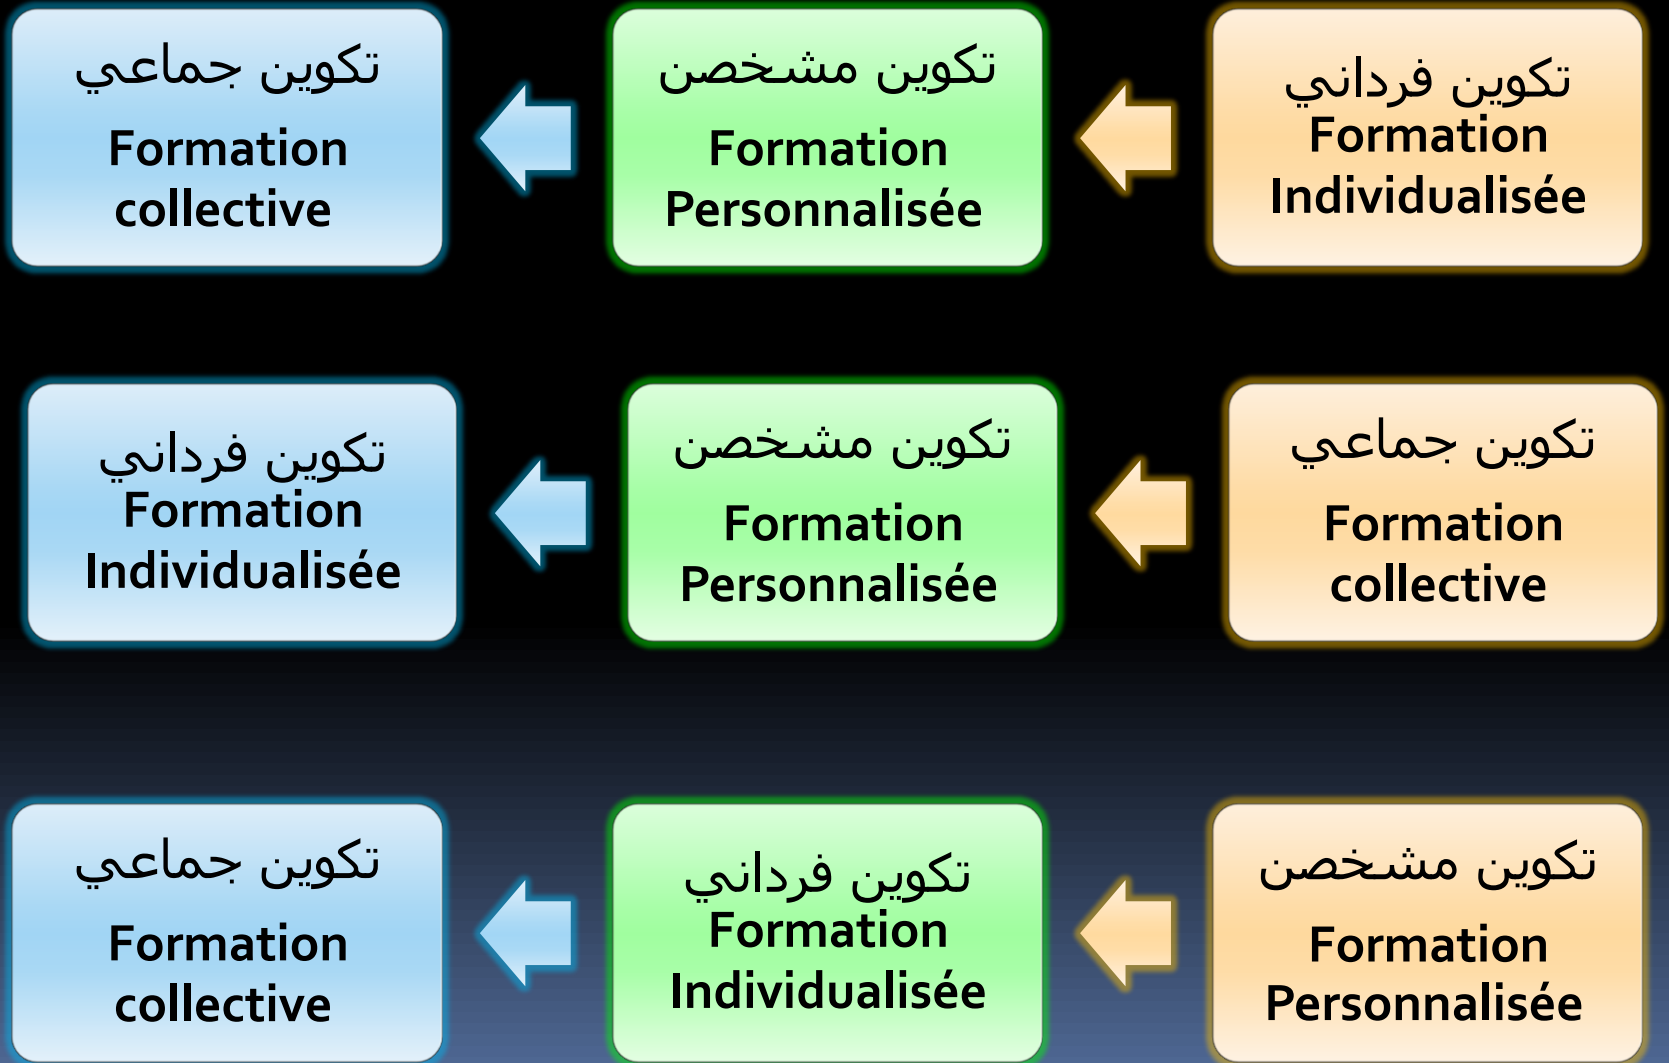 تكوين فرداني
Formation
Individualisée
تكوين مشخصن
Formation
Personnalisée
تكوين جماعي
Formation
collective
تكوين جماعي
Formation
collective
تكوين مشخصن
Formation
Personnalisée
تكوين فرداني
Formation
Individualisée
تكوين مشخصن
Formation
Personnalisée
تكوين فرداني
Formation
Individualisée
تكوين جماعي
Formation
collective